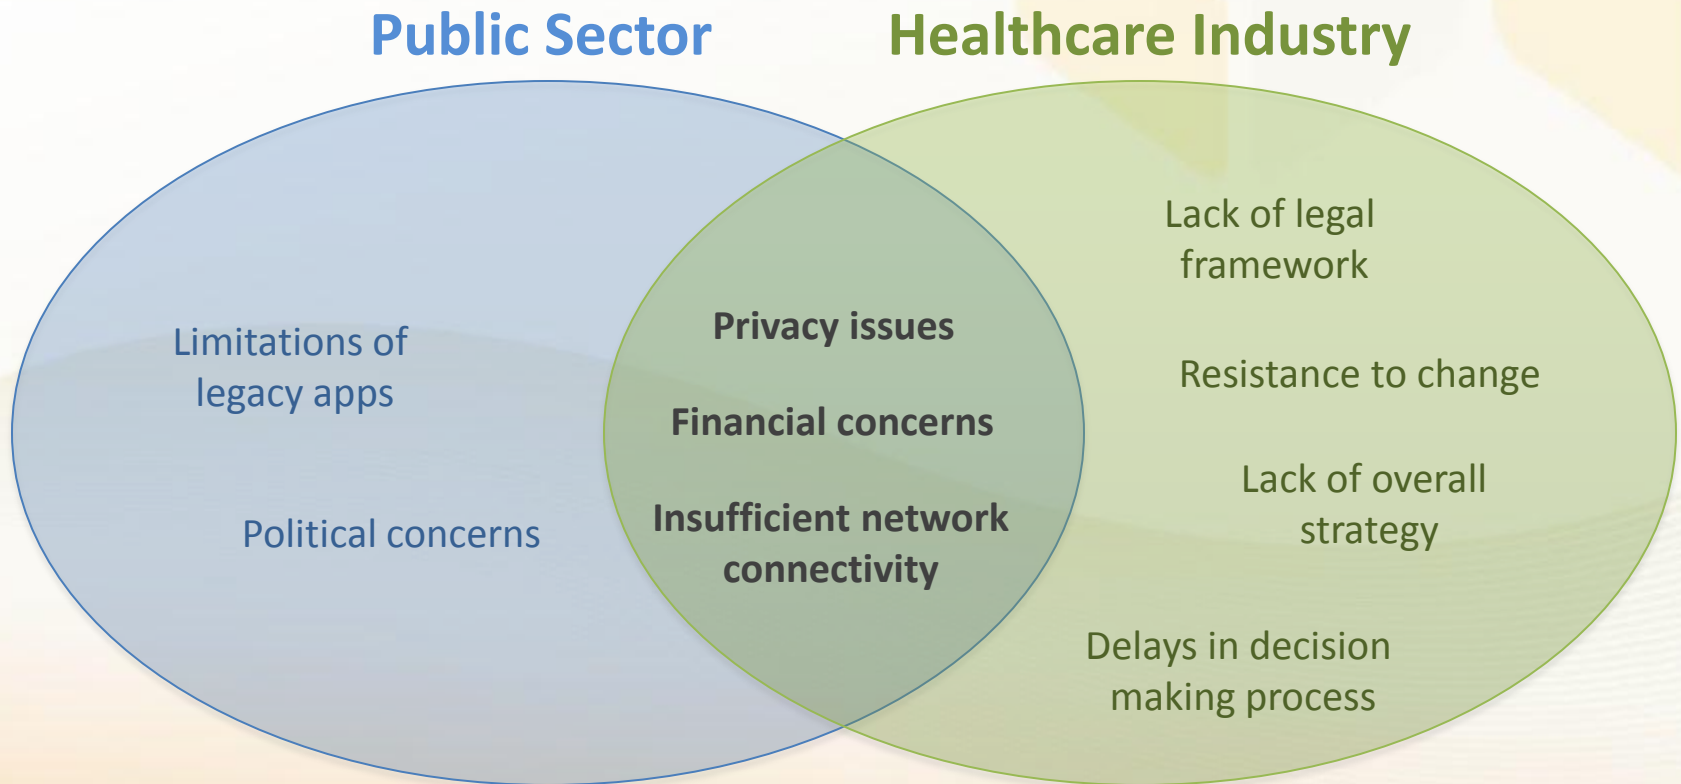 Public Sector
Healthcare Industry
Limitations of
legacy apps
Political concerns
Privacy issues
Financial concerns
Insufficient network
connectivity
Lack of legal
framework
Resistance to change
Lack of overall
strategy
Delays in decision
making process